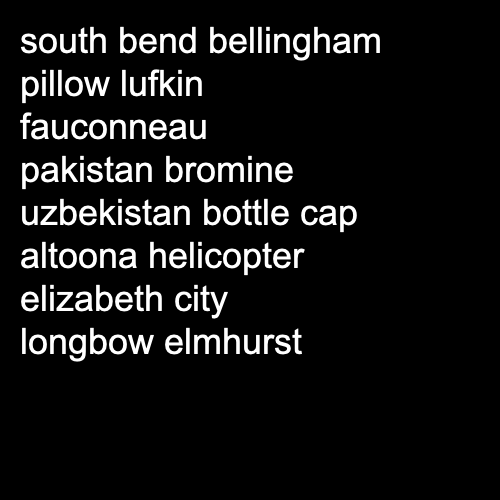 south bend bellingham
pillow lufkin
fauconneau
pakistan bromine
uzbekistan bottle cap
altoona helicopter
elizabeth city
longbow elmhurst